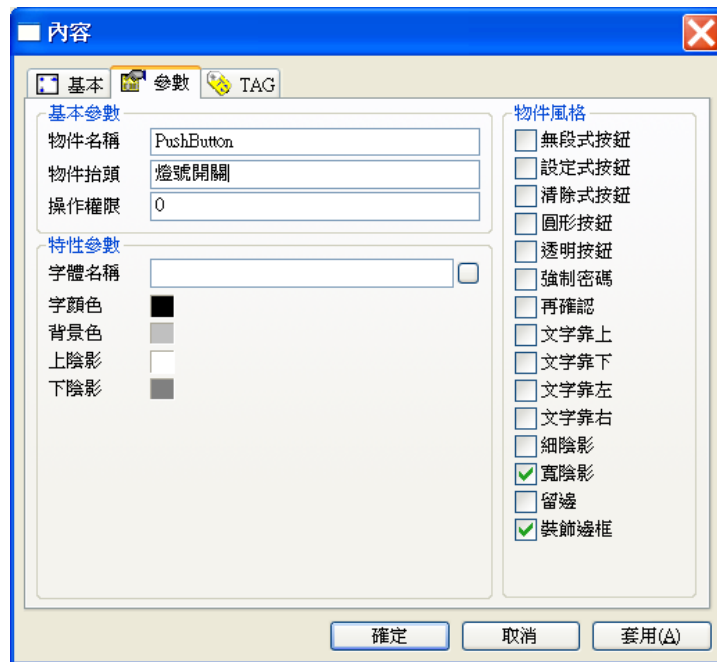 內容
基本
參數
TAG
基本參數
物件名稱 PushButton
物件抬頭 燈號開關
操作權限 0
特性參數
字體名稱
字顏色
背景色
上陰影
下陰影
物件風格
無段式按鈕
設定式按鈕
清除式按鈕
圓形按鈕
透明按鈕
強制密碼
再確認
文字靠上
文字靠下
文字靠左
文字靠右
細陰影
寬陰影
留邊
裝飾邊框
確定
取消
套用(A)